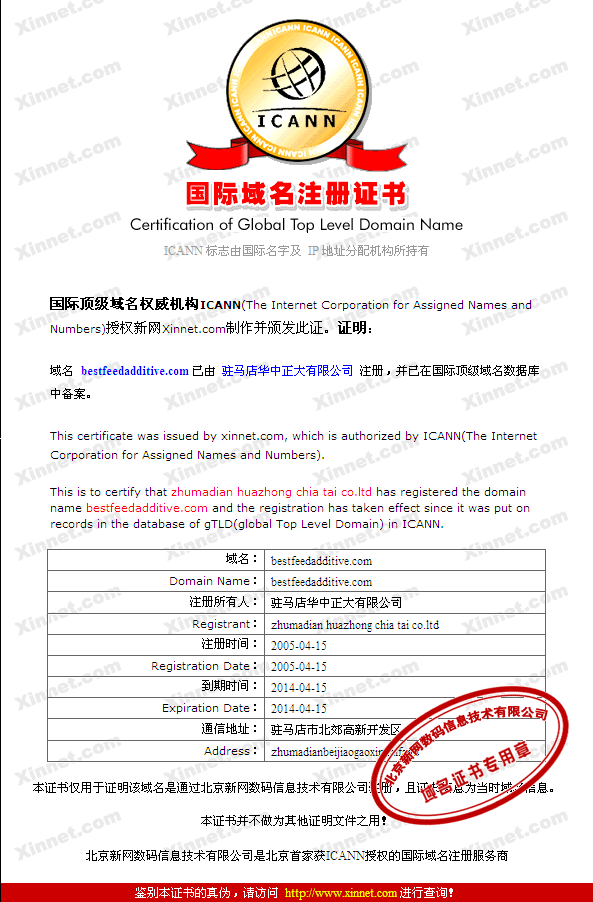 ICANN
国际域名注册证书
Certification of Global Top Level Domain Name
ICANN 标志由国际名字及 IP 地址分配机构所持有
国际顶级域名权威机构ICANN(The Internet Corporation for Assigned Names and
Numbers)授权新网Xinnet.com制作并颁发此证。证明：
域名 bestfeedadditive.com 已由 驻马店华中正大有限公司 注册，并已在国际顶级域名数据库
中备案。
This certificate was issued by xinnet.com, which is authorized by ICANN(The Internet
Corporation for Assigned Names and Numbers).
This is to certify that zhumadian huazhong chia tai co.ltd has registered the domain
name bestfeedadditive.com and the registration has taken effect since it was put on
records in the database of gTLD(global Top Level Domain) in ICANN.
域名： bestfeedadditive.com
Domain Name： bestfeedadditive.com
注册所有人： 驻马店华中正大有限公司
Registrant： zhumadian huazhong chia tai co.ltd
注册时间： 2005-04-15
Registration Date： 2005-04-15
到期时间： 2014-04-15
Expiration Date： 2014-04-15
通信地址： 驻马店市北郊高新开发区
Address：
北京新网数码信息技术有限公司
域名证书专用章
本证书仅用于证明该域名是通过北京新网数码信息技术有限公司注册，且证书信息为当时域名信息。
本证书并不做为其他证明文件之用！
北京新网数码信息技术有限公司是北京首家获ICANN授权的国际域名注册服务商
鉴别本证书的真伪，请访问 http://www.xinnet.com 进行查询！
Xinnet.com